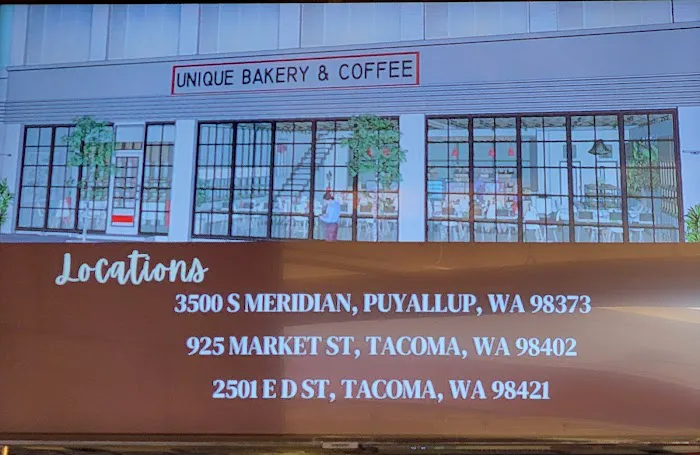 UNIQUE BAKERY & COFFEE
Locations
3500 S MERIDIAN, PUYALLUP, WA 98373
925 MARKET ST, TACOMA, WA 98402
2501 E D ST, TACOMA, WA 98421